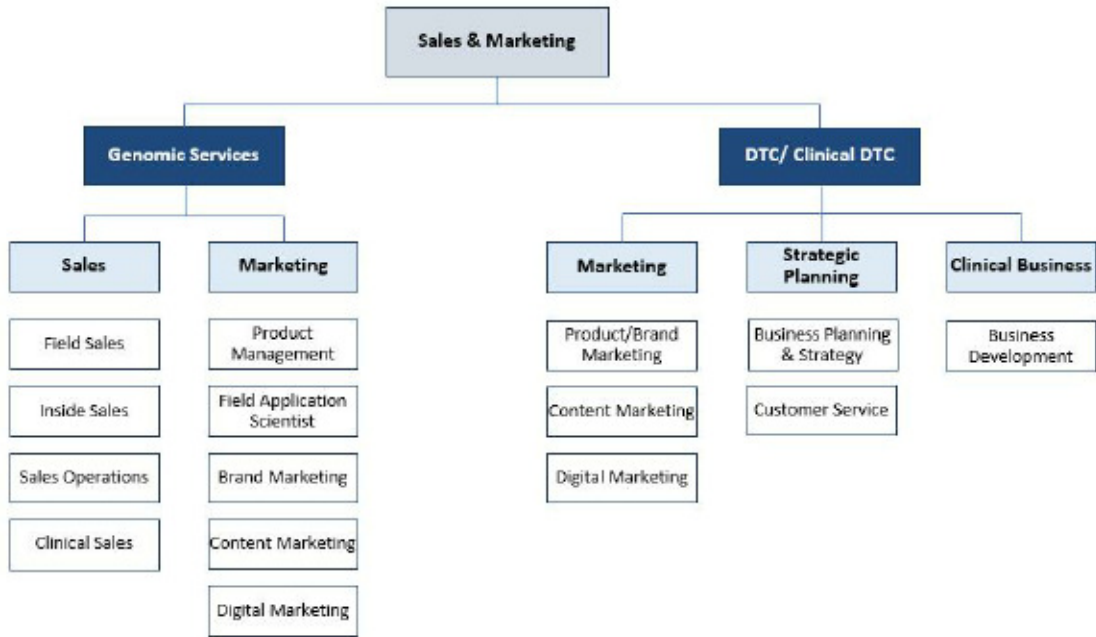 Sales & Marketing
Genomic Services
DTC/ Clinical DTC
Sales
Marketing
Marketing
Strategic
Planning
Clinical Business
Field Sales
Inside Sales
Sales Operations
Clinical Sales
Product
Management
Field Application
Scientist
Brand Marketing
Content Marketing
Digital Marketing
Product/Brand
Marketing
Content Marketing
Digital Marketing
Business Planning
& Strategy
Customer Service
Business
Development